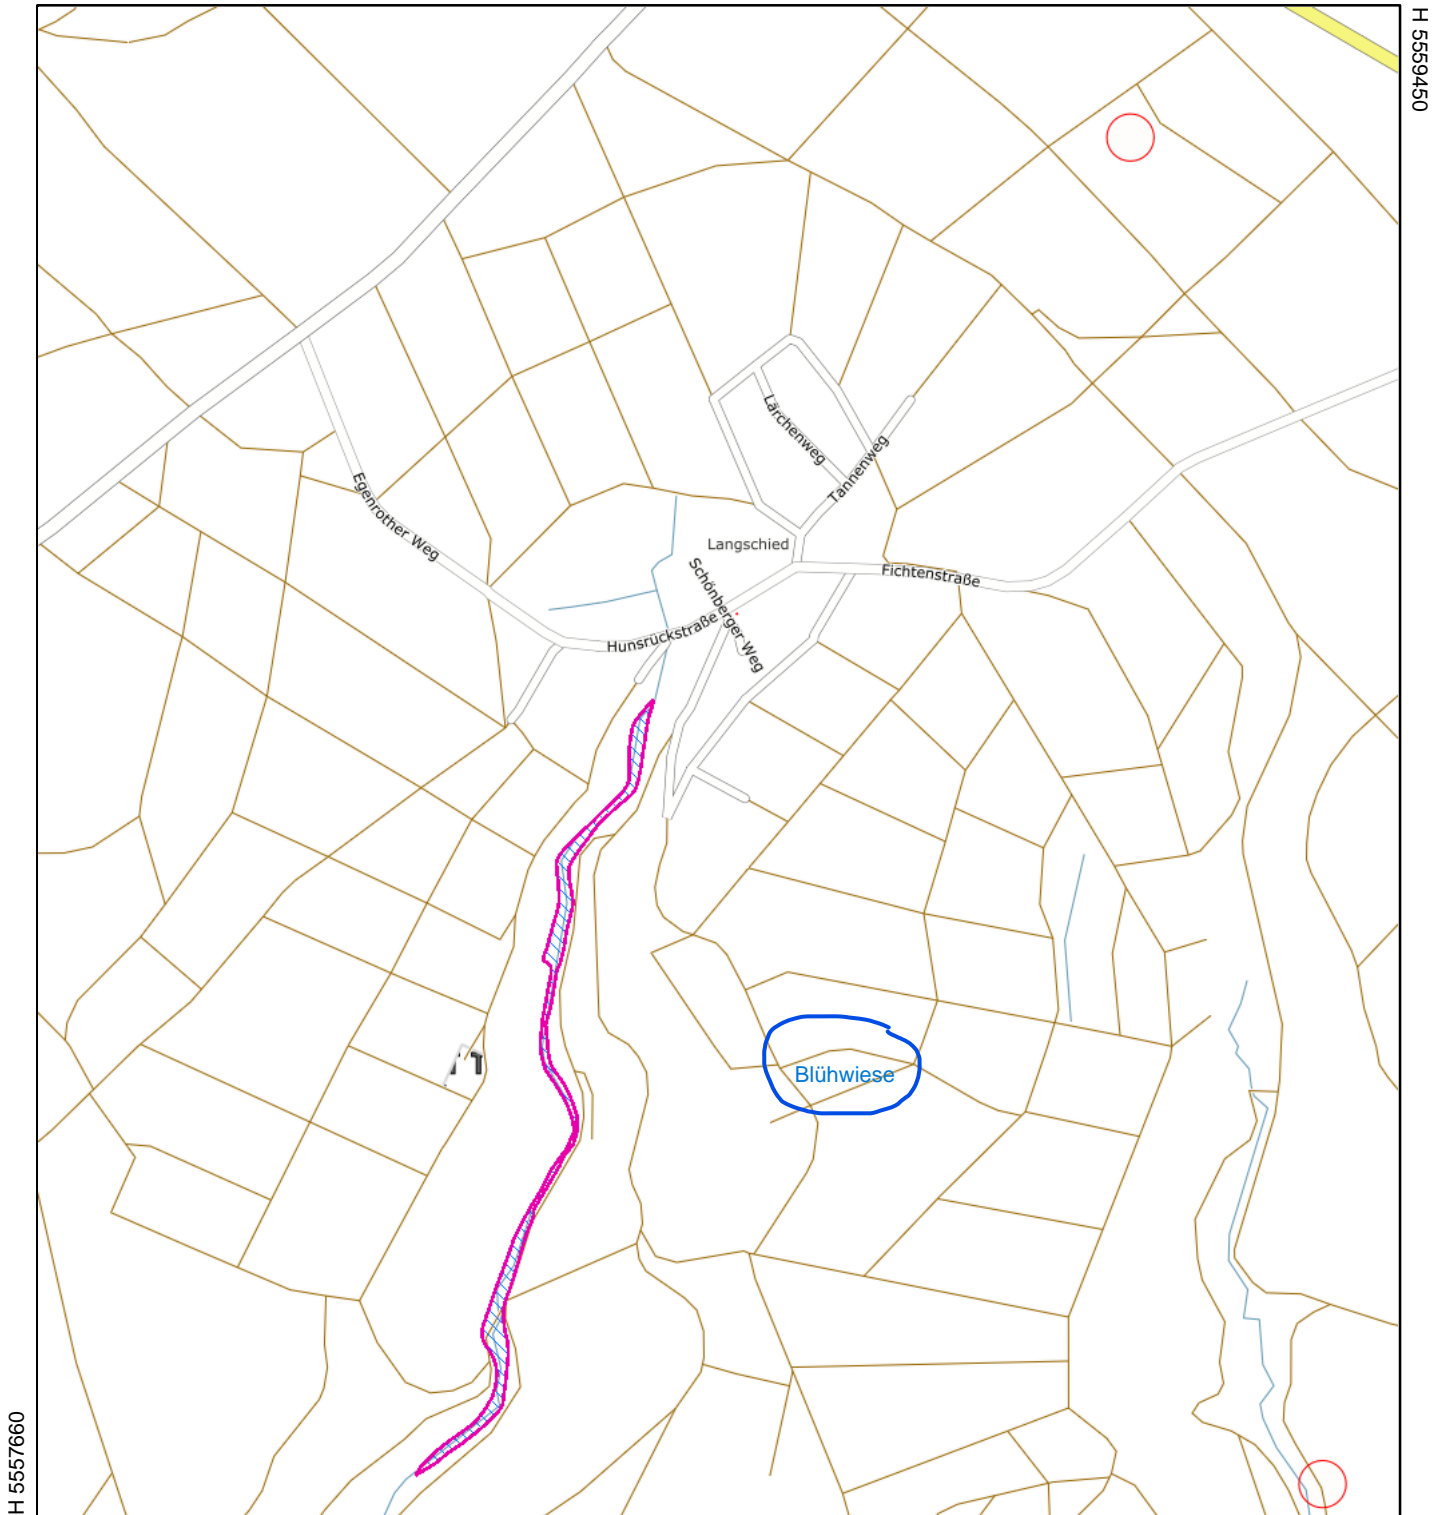 H 5559450
Lärchenweg
Tannenweg
Egenrother Weg
Langschied
Schönberger Weg
Fichtenstraße
Hunsrückstraße
Blühwiese
H 5557660